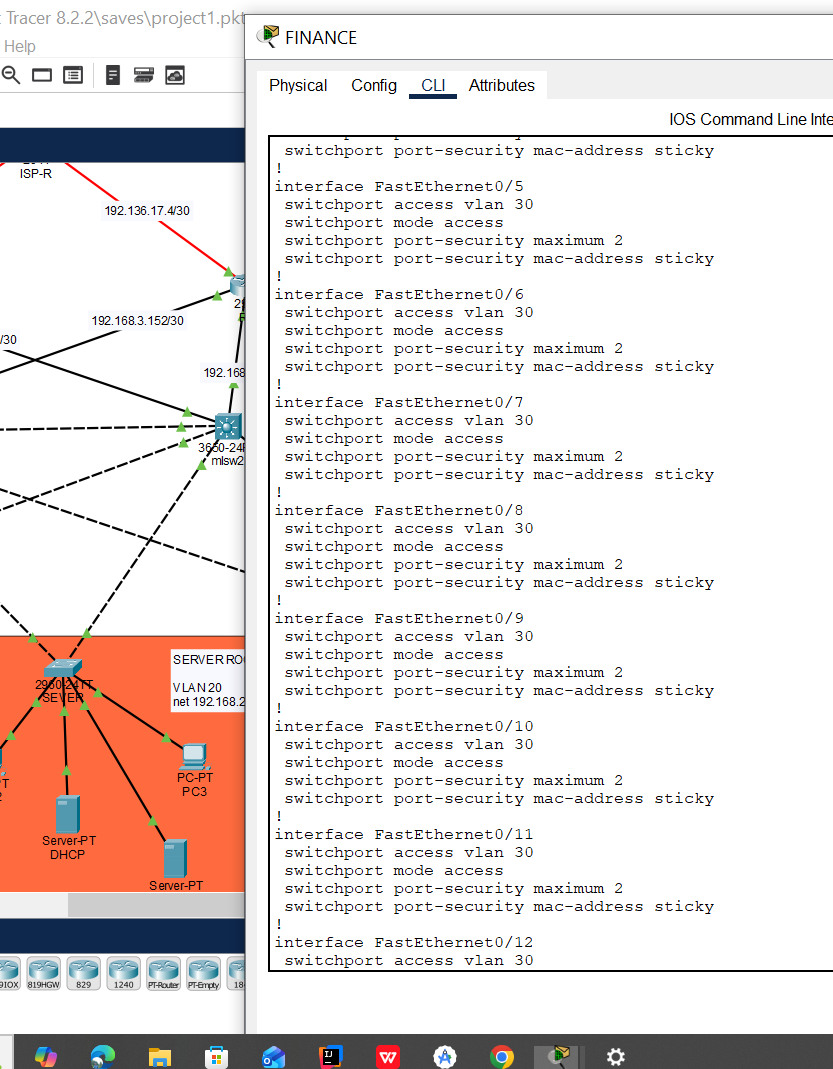 Tracer 8.2.2\saves\project1.pkt
Help
ISP-R
192.136.17.4/30
192.168.3.152/30
/30
192.168
3650-24
mlsw2
SERVER RO
VLAN 20
net 192.168.2
2960-24TT
SEVER
PC-PT
PC3
Server-PT
DHCP
Server-PT
819HGW
829
1240
PT-Router
PT-Empty
18
FINANCE
Physical
Config
CLI
Attributes
IOS Command Line Inte
switchport port-security mac-address sticky
!
interface FastEthernet0/5
switchport access vlan 30
switchport mode access
switchport port-security maximum 2
switchport port-security mac-address sticky
!
interface FastEthernet0/6
switchport access vlan 30
switchport mode access
switchport port-security maximum 2
switchport port-security mac-address sticky
!
interface FastEthernet0/7
switchport access vlan 30
switchport mode access
switchport port-security maximum 2
switchport port-security mac-address sticky
!
interface FastEthernet0/8
switchport access vlan 30
switchport mode access
switchport port-security maximum 2
switchport port-security mac-address sticky
!
interface FastEthernet0/9
switchport access vlan 30
switchport mode access
switchport port-security maximum 2
switchport port-security mac-address sticky
!
interface FastEthernet0/10
switchport access vlan 30
switchport mode access
switchport port-security maximum 2
switchport port-security mac-address sticky
!
interface FastEthernet0/11
switchport access vlan 30
switchport mode access
switchport port-security maximum 2
switchport port-security mac-address sticky
!
interface FastEthernet0/12
switchport access vlan 30